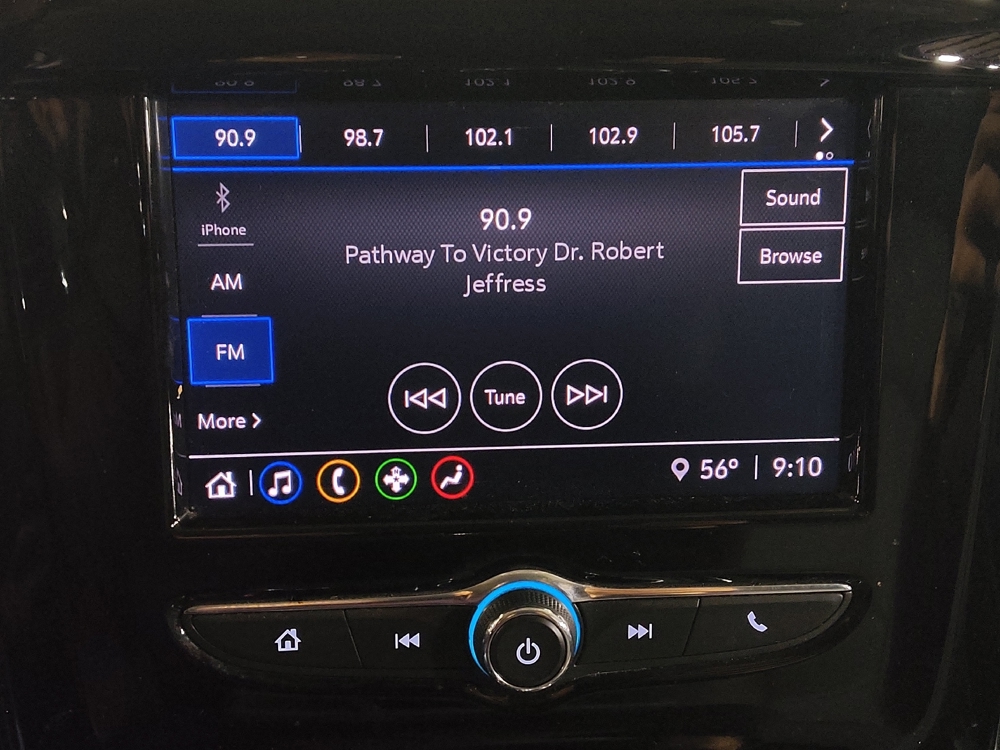 90.9 98.7 102.1 102.9 105.7
iPhone
AM
FM
More
90.9
Pathway To Victory Dr. Robert
Jeffress
Sound
Browse
Tune
56° 9:10